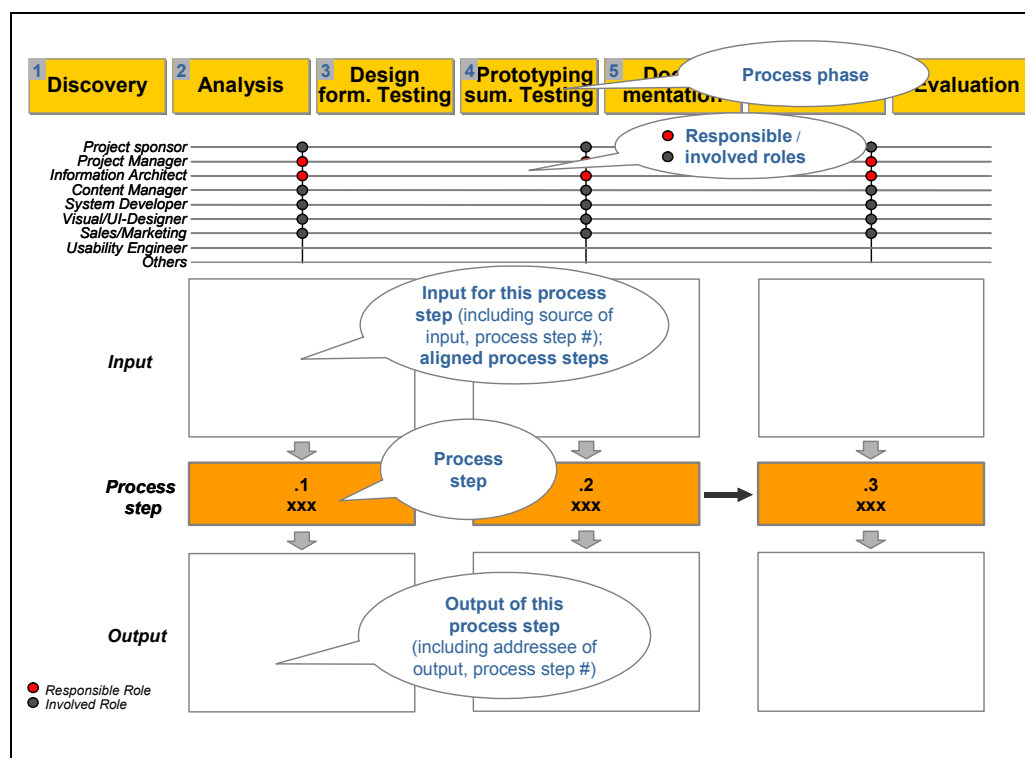 1
Discovery
2
Analysis
3
Design
form. Testing
4
Prototyping
sum. Testing
5
mentation
Process phase
Evaluation
Project sponsor
Project Manager
Information Architect
Content Manager
System Developer
Visual/UI-Designer
Sales/Marketing
Usability Engineer
Others
Responsible /
involved roles
Input for this process
step (including source of
input, process step #);
aligned process steps
Input
Process
step
Process
step
.1
xxx
.2
xxx
.3
xxx
Output of this
process step
(including addressee of
output, process step #)
Output
Responsible Role
Involved Role